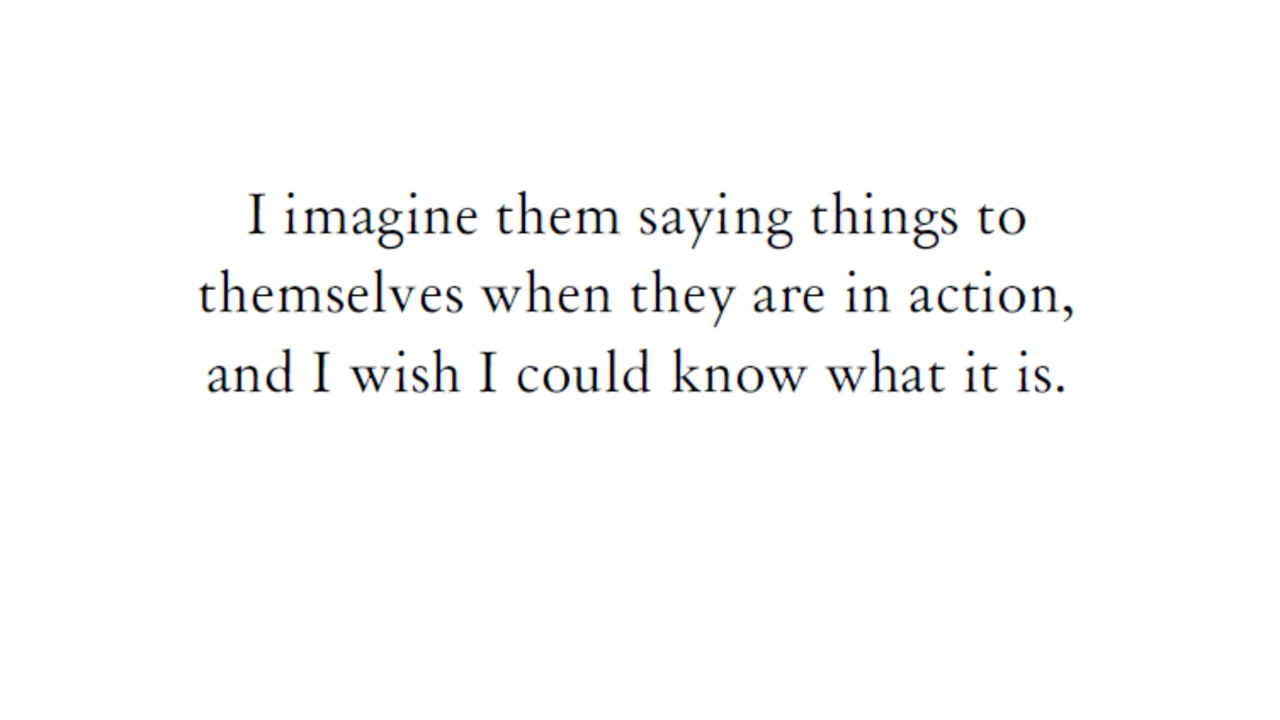 I imagine them saying things to
themselves when they are in action,
and I wish I could know what it is.